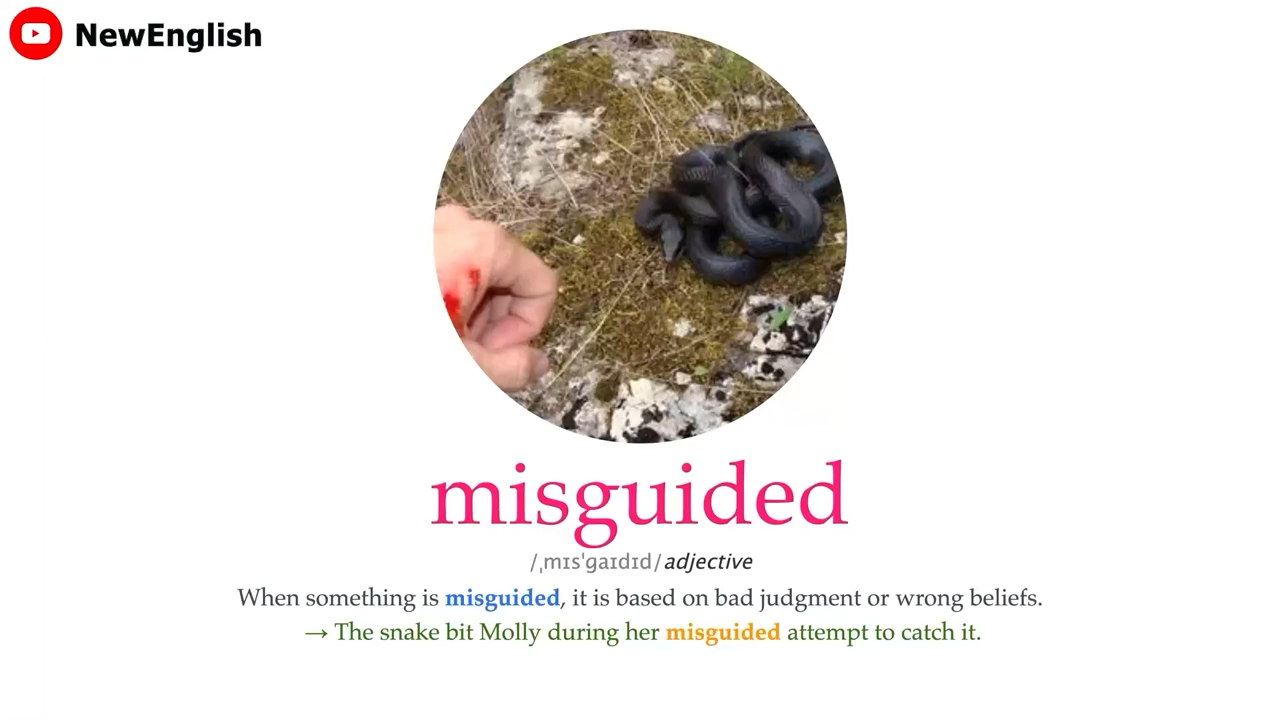 NewEnglish
misguided
/ˌmɪsˈɡaɪdɪd/adjective
When something is misguided, it is based on bad judgment or wrong beliefs.
→ The snake bit Molly during her misguided attempt to catch it.